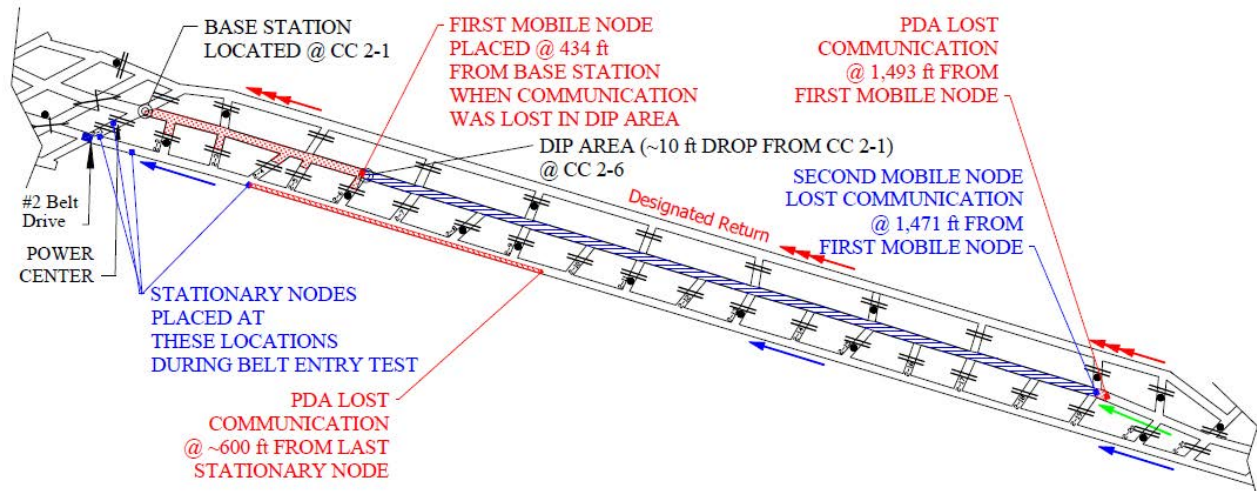 BASE STATION
LOCATED @ CC 2-1
FIRST MOBILE NODE
PLACED @ 434 ft
FROM BASE STATION
WHEN COMMUNICATION
WAS LOST IN DIP AREA
PDA LOST
COMMUNICATION
@ 1,493 ft FROM
FIRST MOBILE NODE
DIP AREA (~10 ft DROP FROM CC 2-1)
@ CC 2-6
SECOND MOBILE NODE
LOST COMMUNICATION
@ 1,471 ft FROM
FIRST MOBILE NODE
Designated Return
#2 Belt
Drive
POWER
CENTER
STATIONARY NODES
PLACED AT
THESE LOCATIONS
DURING BELT ENTRY TEST
PDA LOST
COMMUNICATION
@ ~600 ft FROM LAST
STATIONARY NODE